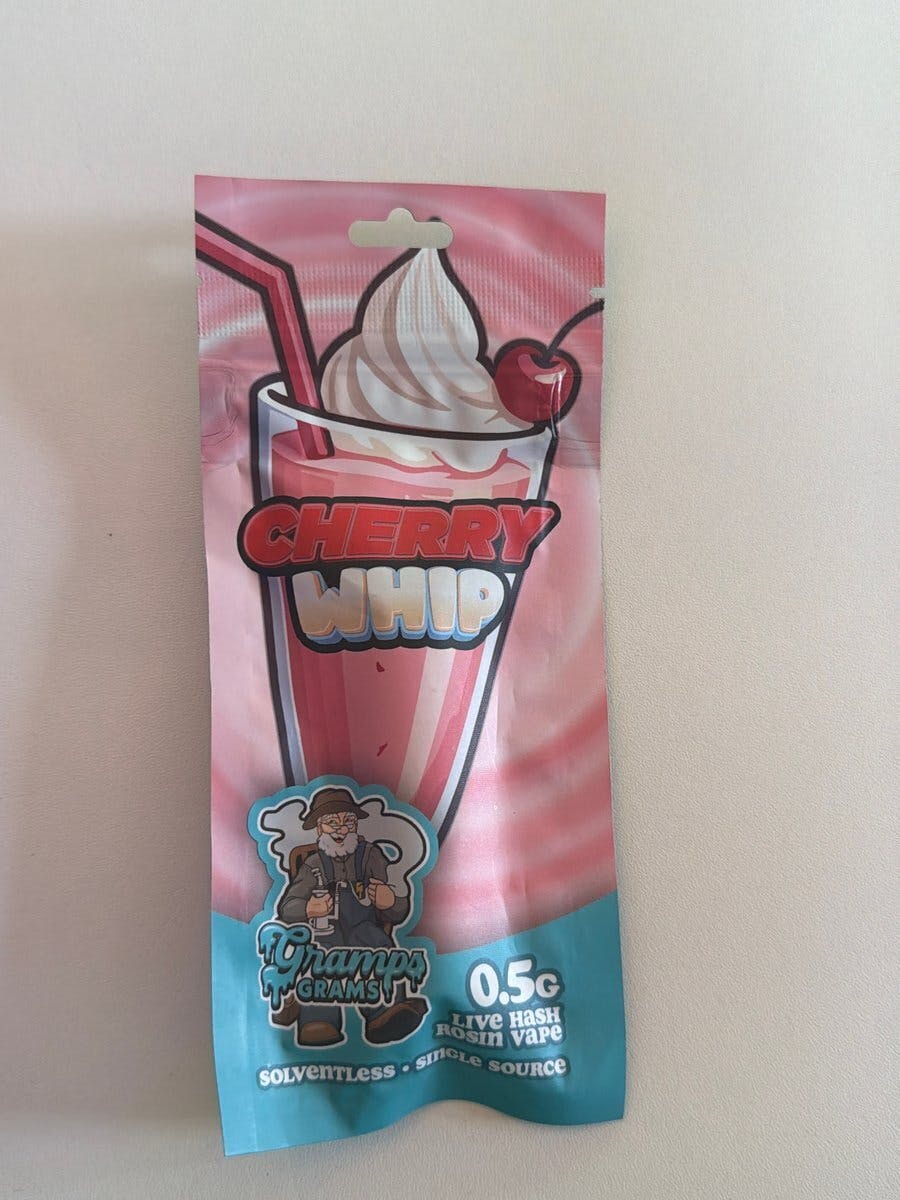 CHERRY
WHIP
Gramps
GRAMS
0.5G
LIVE HASH
ROSIN VAPE
SOLVENTLESS • SINGLE SOURCE